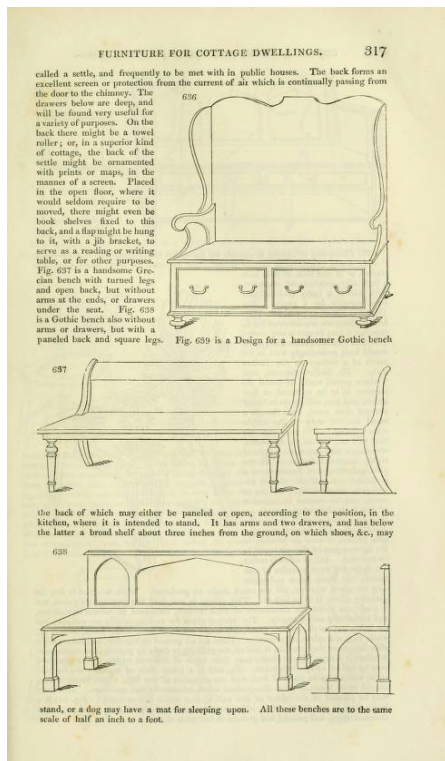 FURNITURE FOR COTTAGE DWELLINGS. 317
called a settle, and frequently to be met with in public houses. The back forms an
excellent screen or protection from the current of air which is continually passing from
the door to the chimney. The
drawers below are deep, and
will be found very useful for
a variety of purposes. On the
back there might be a towel
roller; or, in a superior kind
of cottage, the back of the
settle might be ornamented
with prints or maps, in the
manner of a screen. Placed
in the open floor, where it
would seldom require to be
moved, there might even be
book shelves fixed to this
back, and a flap might be hung
to it, with a jib bracket, to
serve as a reading or writing
table, or for other purposes.
Fig. 637 is a handsome Gre-
cian bench with turned legs
and open back, but without
arms at the ends, or drawers
under the seat. Fig. 638
is a Gothic bench also without
arms or drawers, but with a
paneled back and square legs. Fig. 639 is a Design for a handsomer Gothic bench
636
637
the back of which may either be paneled or open, according to the position, in the
kitchen, where it is intended to stand. It has arms and two drawers, and has below
the latter a broad shelf about three inches from the ground, on which shoes, &c., may
638
stand, or a dog may have a mat for sleeping upon. All these benches are to the same
scale of half an inch to a foot.